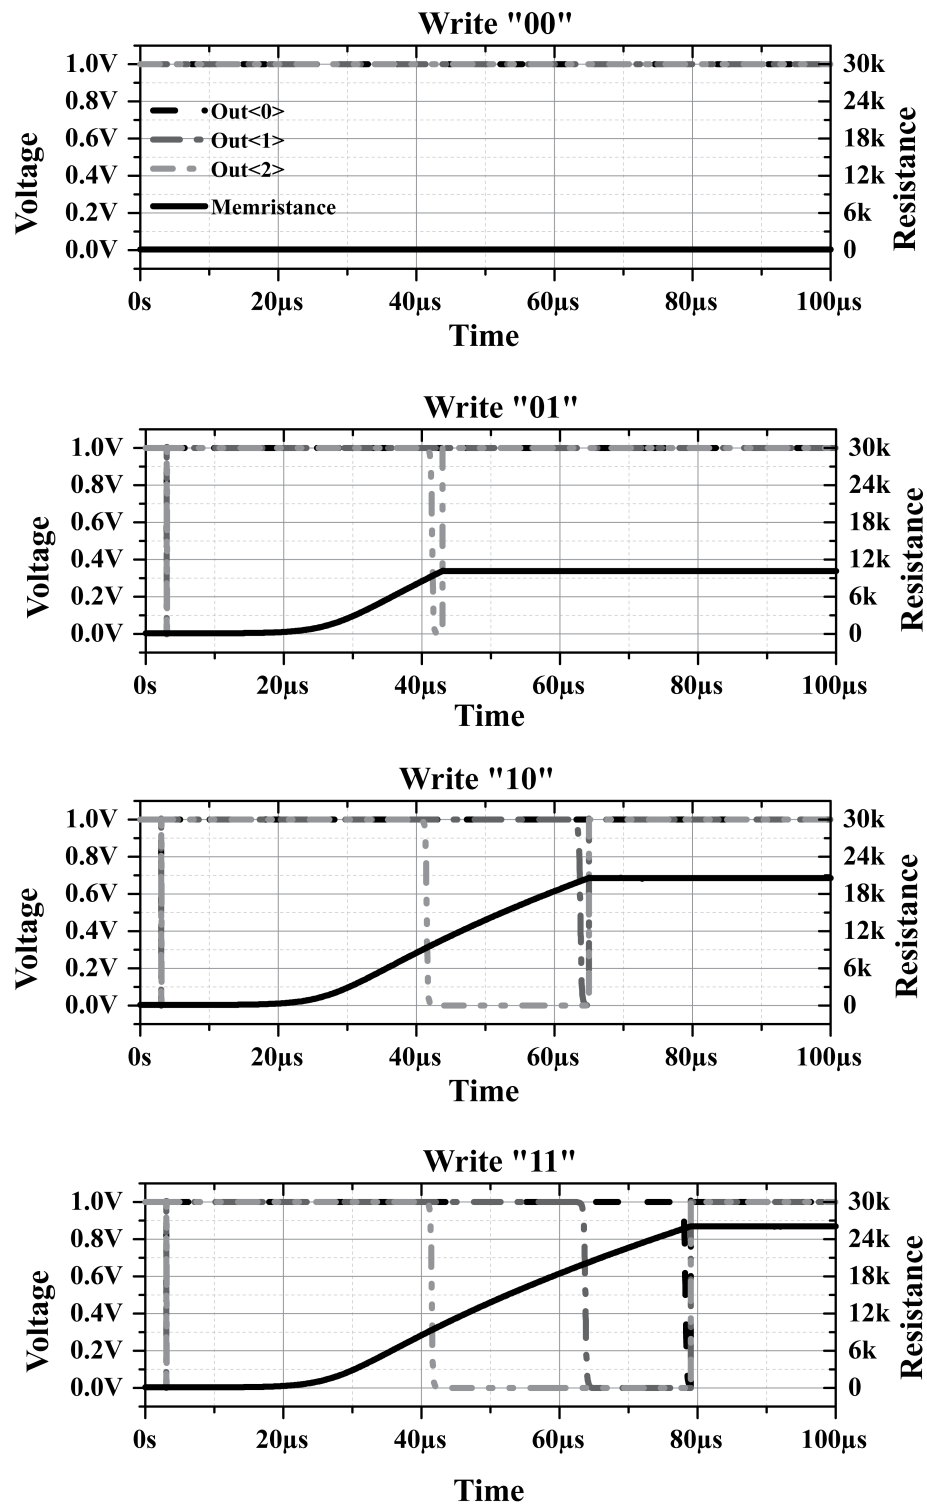 Write "00"
Voltage
1.0V
0.8V
0.6V
0.4V
0.2V
0.0V
Out<0>
Out<1>
Out<2>
Memristance
30k
24k
18k
12k
6k
0
Resistance
0s 20μs 40μs 60μs 80μs 100μs
Time
Write "01"
Voltage
1.0V
0.8V
0.6V
0.4V
0.2V
0.0V
30k
24k
18k
12k
6k
0
Resistance
0s 20μs 40μs 60μs 80μs 100μs
Time
Write "10"
Voltage
1.0V
0.8V
0.6V
0.4V
0.2V
0.0V
30k
24k
18k
12k
6k
0
Resistance
0s 20μs 40μs 60μs 80μs 100μs
Time
Write "11"
Voltage
1.0V
0.8V
0.6V
0.4V
0.2V
0.0V
30k
24k
18k
12k
6k
0
Resistance
0s 20μs 40μs 60μs 80μs 100μs
Time